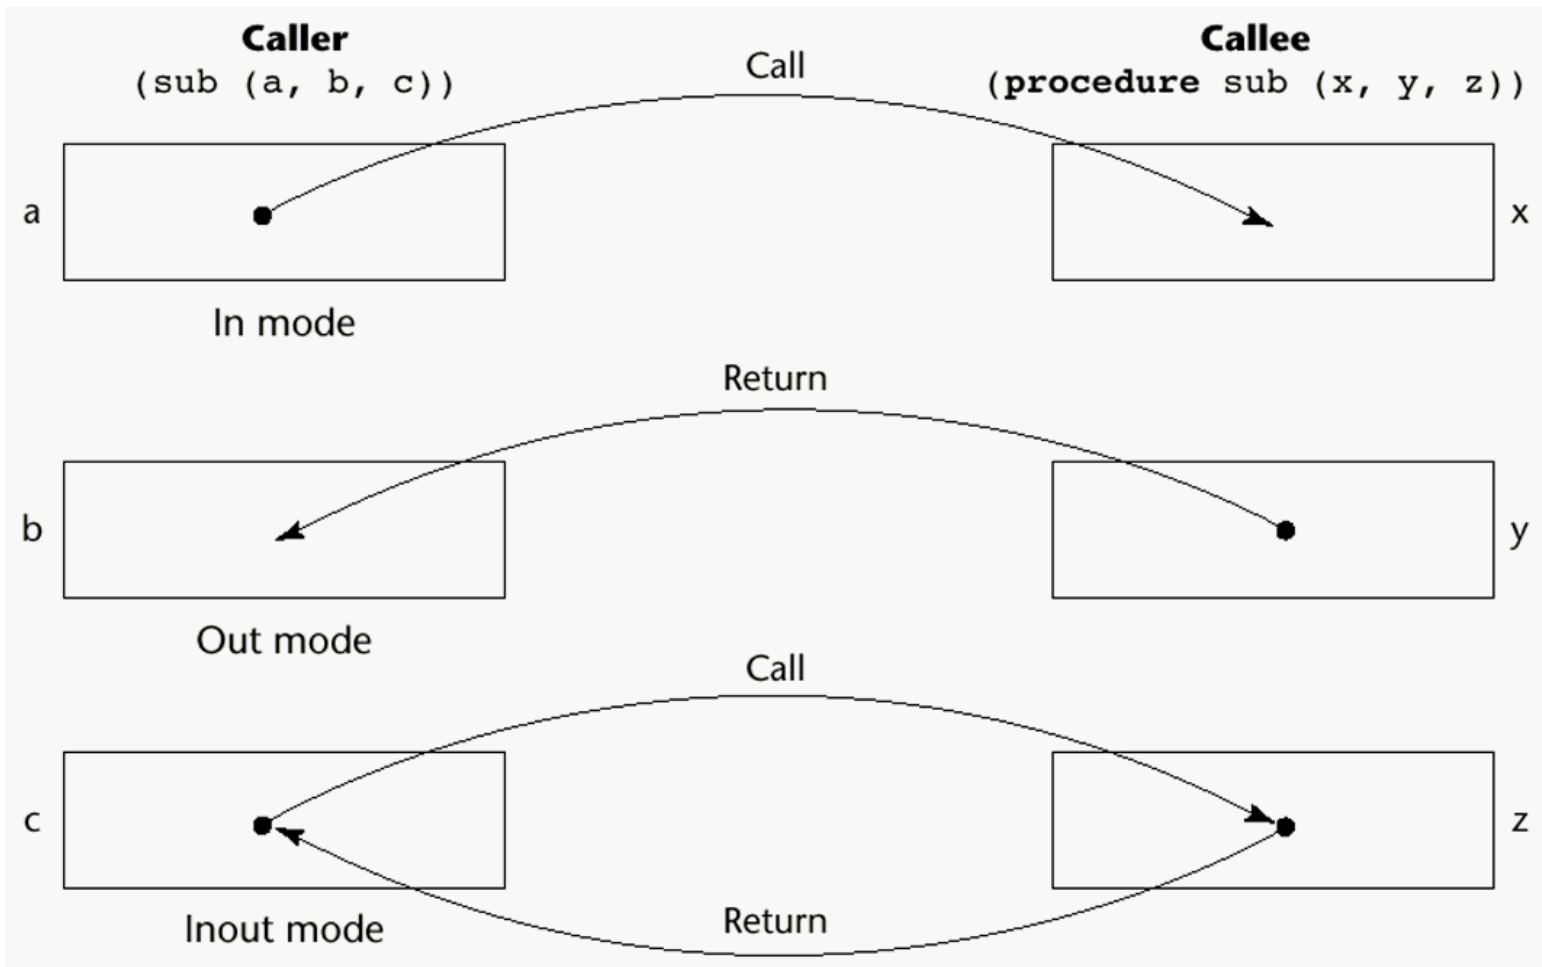 Caller
(sub (a, b, c))
Call
Callee
(procedure sub (x, y, z))
a
x
In mode
Return
b
y
Out mode
Call
c
z
Inout mode
Return